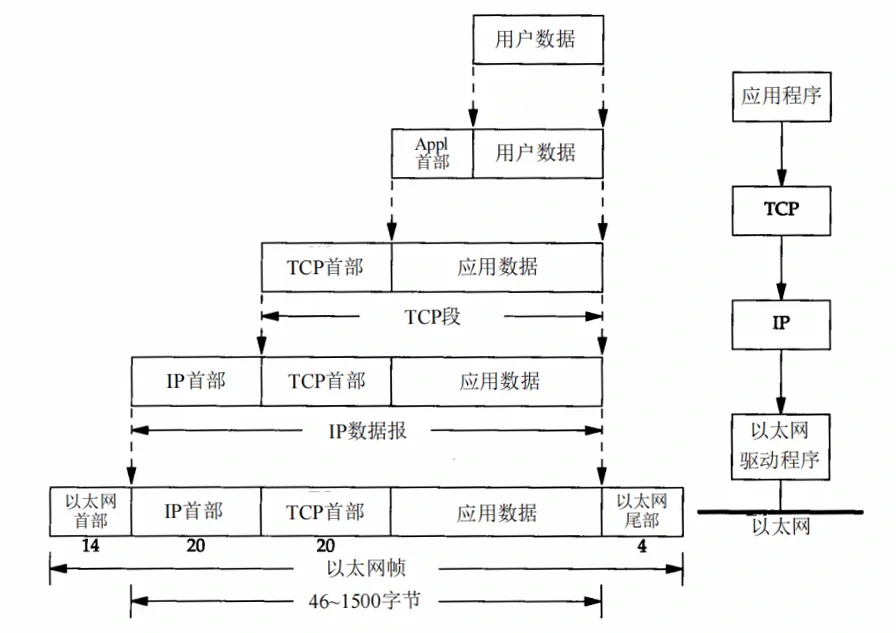 用户数据
应用程序
Appl
首部
用户数据
TCP
TCP首部
应用数据
TCP段
IP
IP首部
TCP首部
应用数据
IP数据报
以太网
驱动程序
以太网
首部
IP首部
TCP首部
应用数据
以太网
尾部
以太网
14
20
20
4
以太网帧
46~1500字节